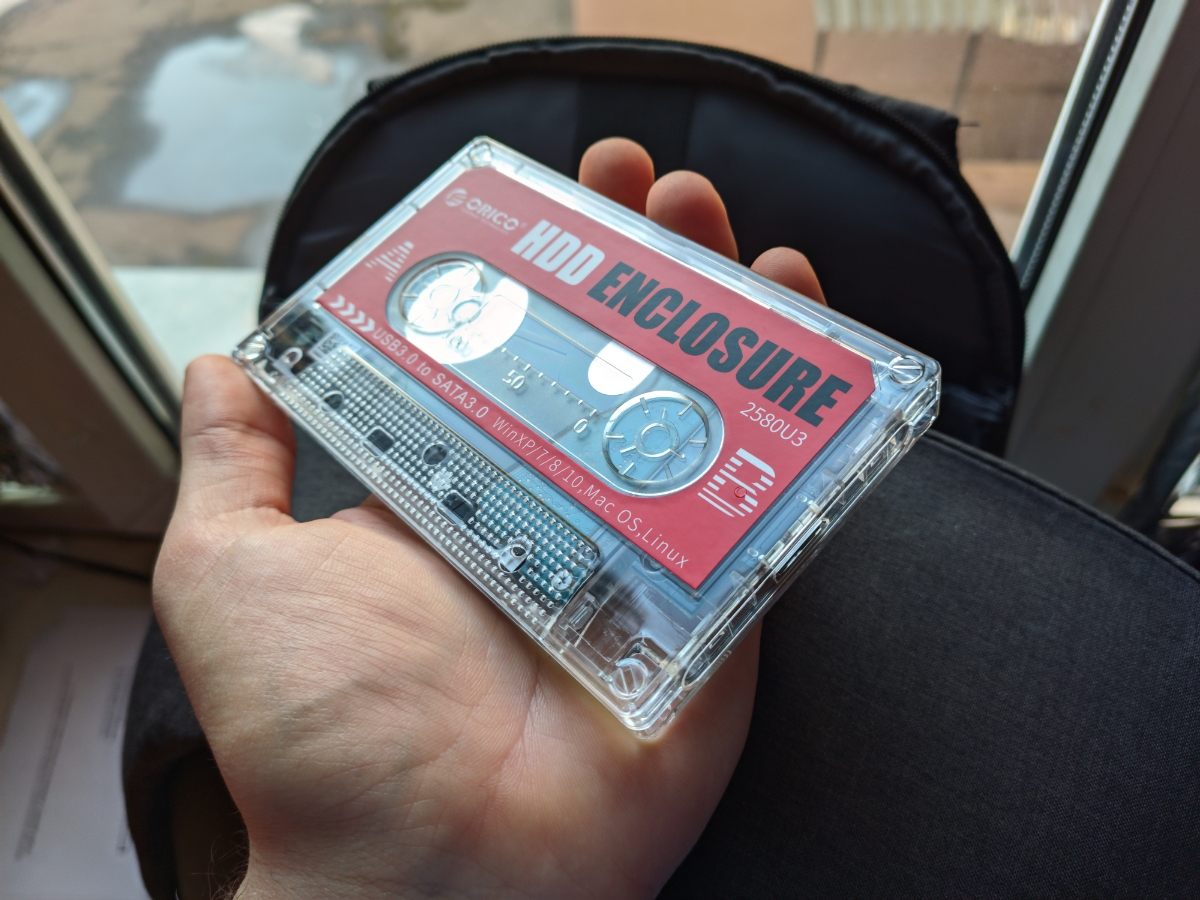 ORICO®
HDD ENCLOSURE
2580U3
50
0
B
USB3.0 to SATA3.0 WinXP/7/8/10,Mac OS,Linux